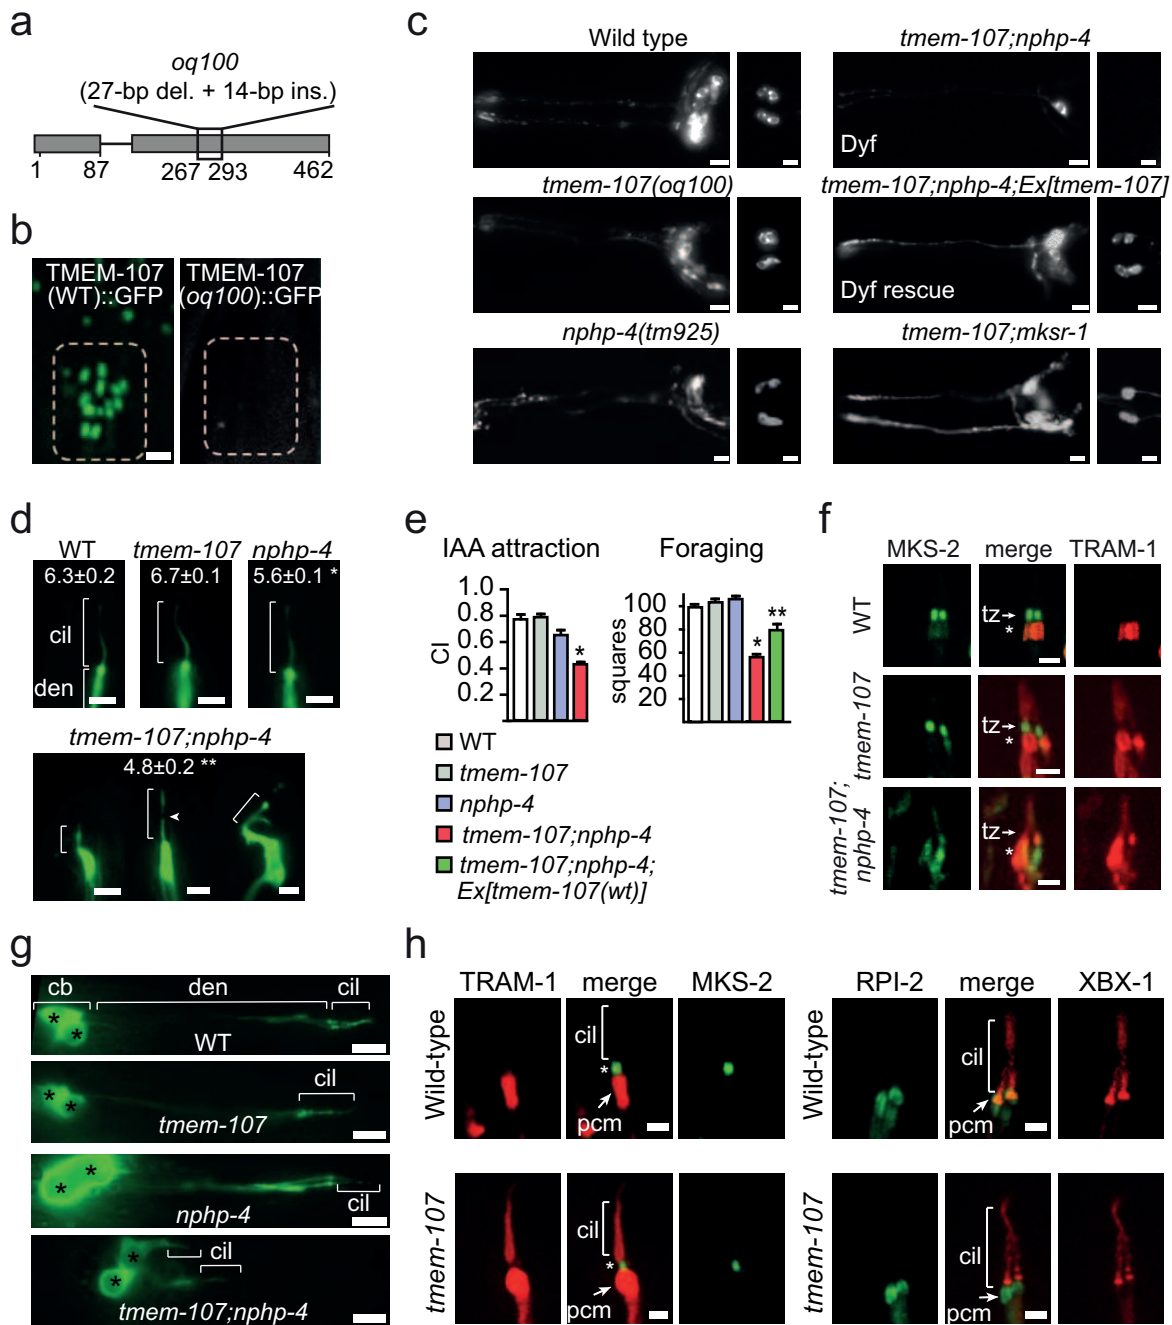 a
oq100
(27-bp del. + 14-bp ins.)
1 87 267 293 462
b
TMEM-107 (WT)::GFP
TMEM-107 (oq100)::GFP
c
Wild type
tmem-107;nphp-4
Dyf
tmem-107(oq100)
tmem-107;nphp-4;Ex[tmem-107]
Dyf rescue
nphp-4(tm925)
tmem-107;mksr-1
d
WT tmem-107 nphp-4
6.3±0.2 6.7±0.1 5.6±0.1 *
cil
den
tmem-107;nphp-4
4.8±0.2 **
e
IAA attraction
CI
1.0
0.8
0.6
0.4
0.2
*
Foraging
squares
100
80
60
40
20
* **
WT
tmem-107
nphp-4
tmem-107;nphp-4
tmem-107;nphp-4;
Ex[tmem-107(wt)]
f
MKS-2 merge TRAM-1
WT
tz
*
tmem-107
tz
*
tmem-107;
nphp-4
tz
*
g
cb den cil
* *
WT
cil
* *
tmem-107
* *
cil
nphp-4
* *
cil
tmem-107;nphp-4
h
TRAM-1 merge MKS-2
Wild-type
cil
*
pcm
tmem-107
cil
*
pcm
RPI-2 merge XBX-1
Wild-type
cil
pcm
tmem-107
cil
pcm